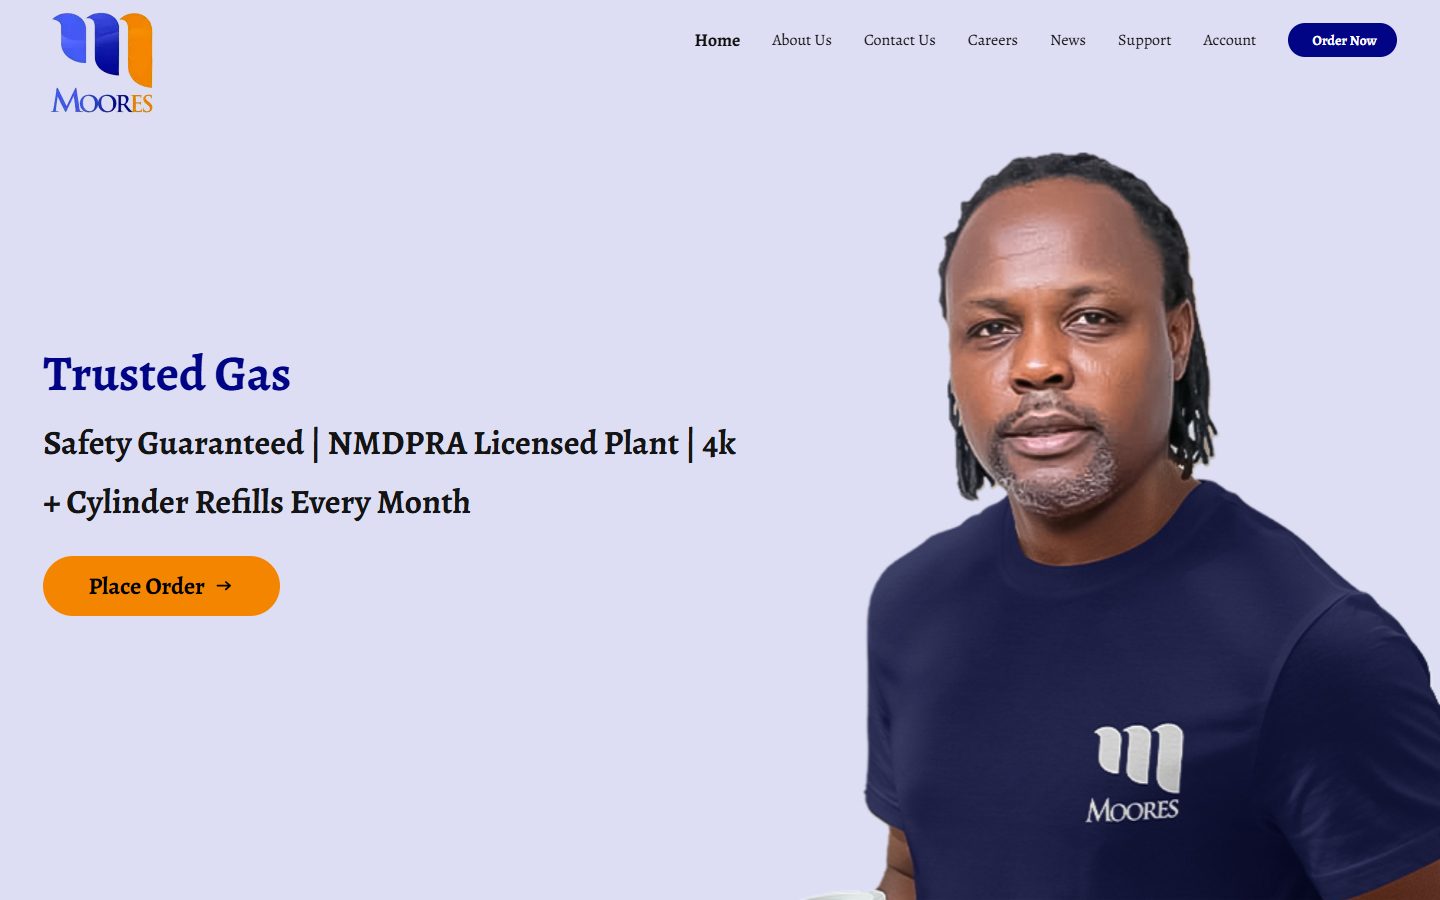 MOORES
Home
About Us
Contact Us
Careers
News
Support
Account
Order Now
Trusted Gas
Safety Guaranteed | NMDPRA Licensed Plant | 4k
+ Cylinder Refills Every Month
Place Order →
MOORES